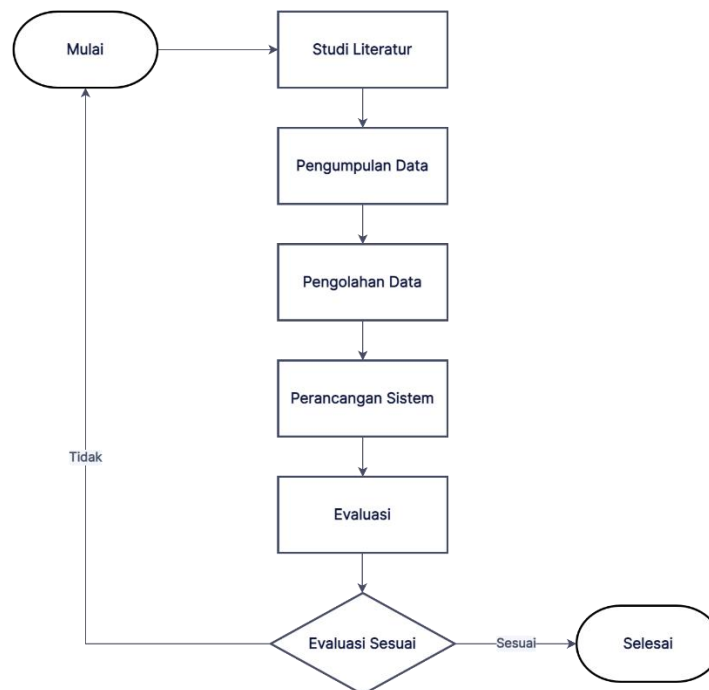 Mulai
Studi Literatur
Pengumpulan Data
Pengolahan Data
Perancangan Sistem
Tidak
Evaluasi
Evaluasi Sesuai
Sesuai
Selesai